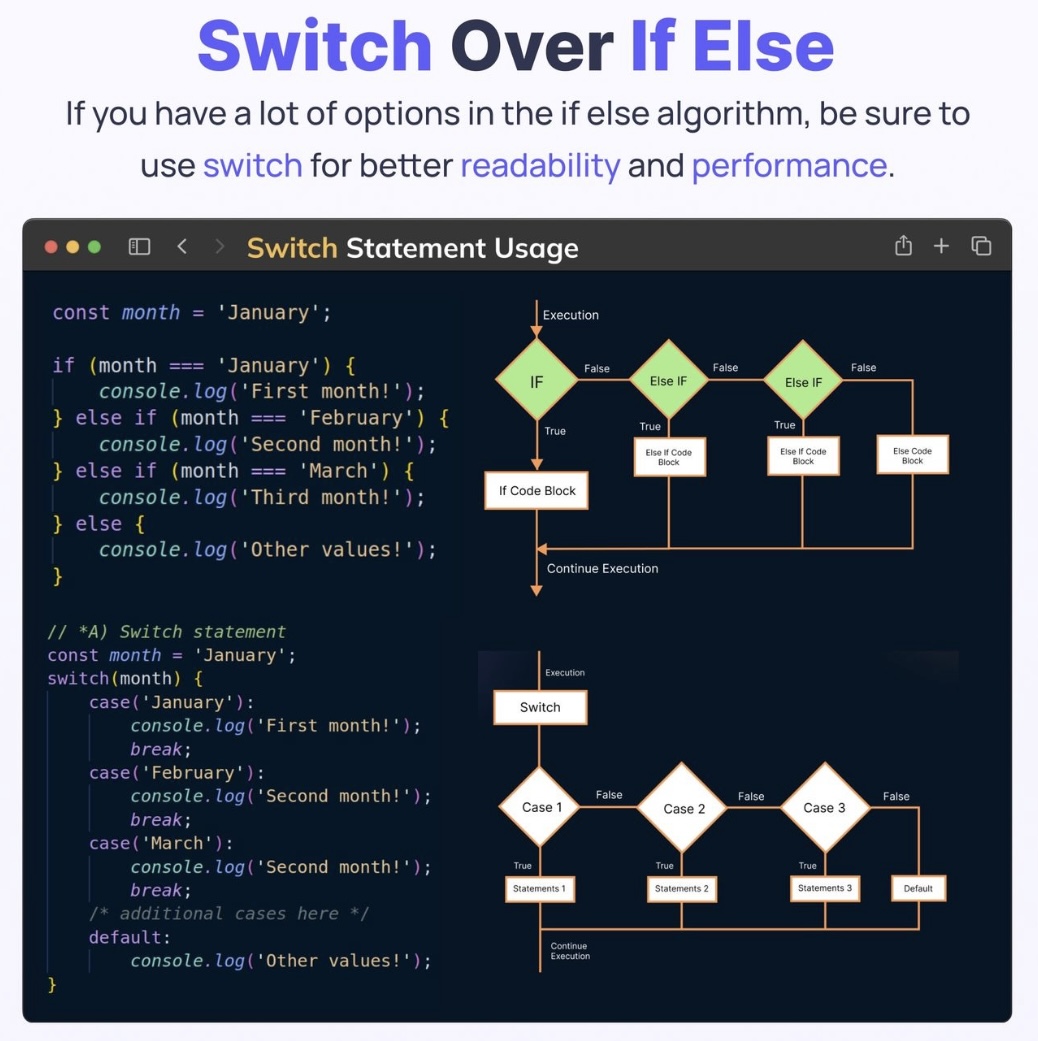 Switch Over If Else
If you have a lot of options in the if else algorithm, be sure to
use switch for better readability and performance.
Switch Statement Usage
const month = 'January';
if (month === 'January') {
console.log('First month!');
} else if (month === 'February') {
console.log('Second month!');
} else if (month === 'March') {
console.log('Third month!');
} else {
console.log('Other values!');
}
Execution
IF
False
Else IF
False
Else IF
False
True
True
True
If Code Block
Else If Code
Block
Else If Code
Block
Else Code
Block
Continue Execution
// *A) Switch statement
const month = 'January';
switch(month) {
case('January'):
console.log('First month!');
break;
case('February'):
console.log('Second month!');
break;
case('March'):
console.log('Second month!');
break;
/* additional cases here */
default:
console.log('Other values!');
}
Execution
Switch
Case 1
False
Case 2
False
Case 3
False
True
True
True
Statements 1
Statements 2
Statements 3
Default
Continue
Execution